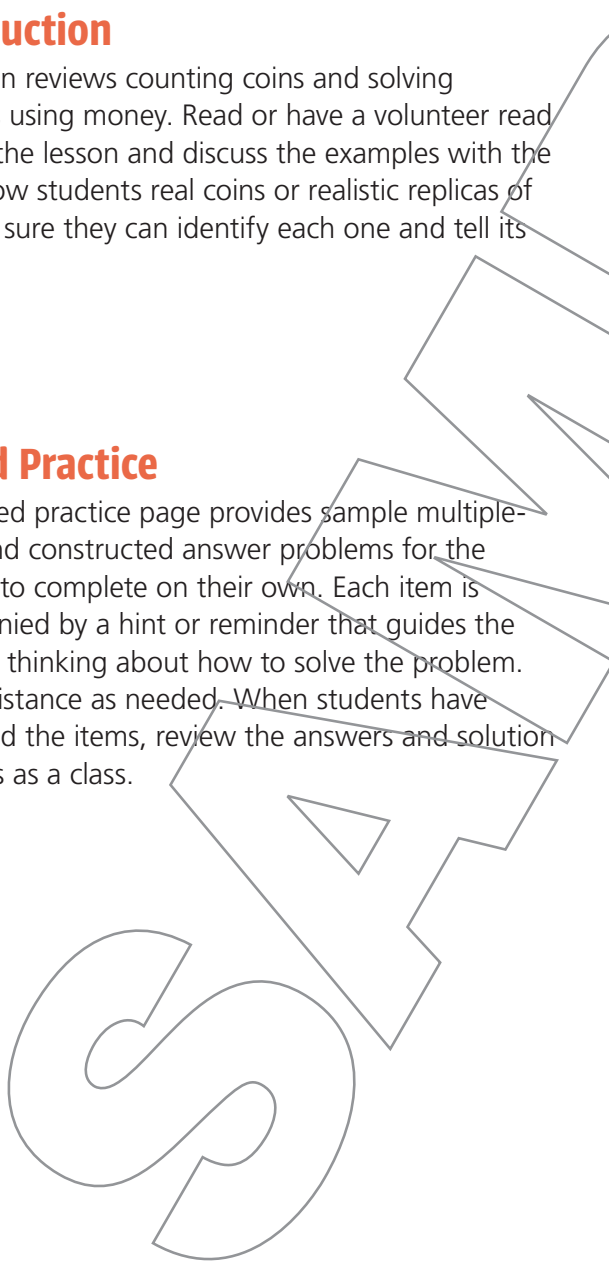 uction
n reviews counting coins and solving
using money. Read or have a volunteer read
the lesson and discuss the examples with the
ow students real coins or realistic replicas of
sure they can identify each one and tell its
d Practice
ed practice page provides sample multiple-
nd constructed answer problems for the
to complete on their own. Each item is
nied by a hint or reminder that guides the
thinking about how to solve the problem.
istance as needed. When students have
d the items, review the answers and solution
s as a class.
SAM